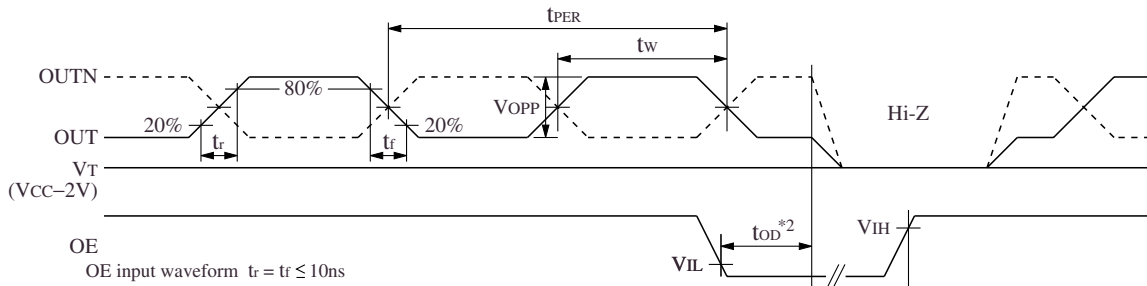 tPER
tW
OUTN
80%
VOPP
Hi-Z
20%
20%
OUT
tr
tf
VT
(VCC−2V)
tOD*2
VIH
OE
VIL
OE input waveform tr = tf ≤ 10ns